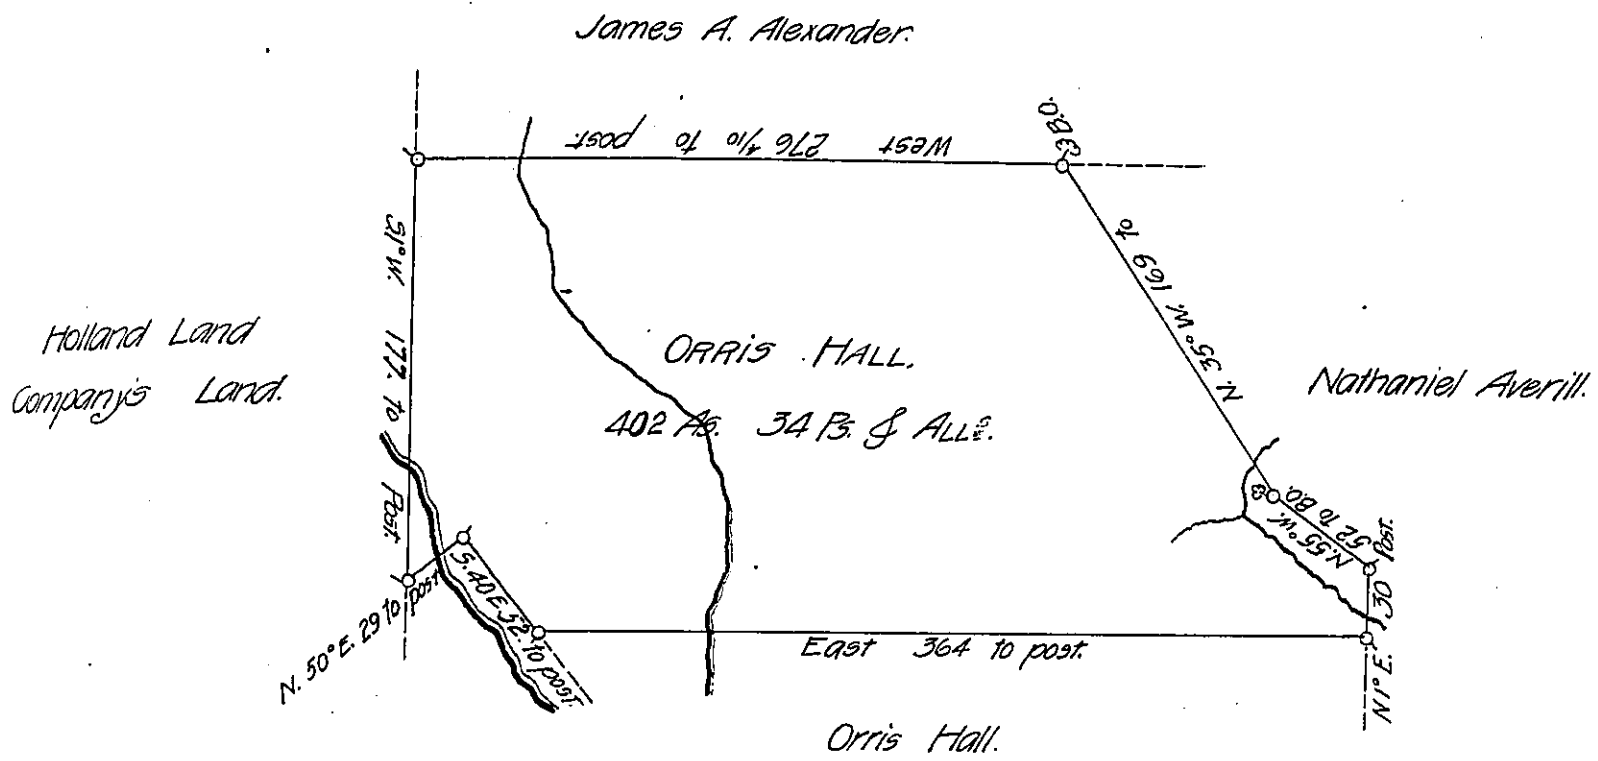 James A. Alexander.
West 276 4/10 to post.
B.O.
S1°W. 177. to Post.
N. 35° W. 169 to
Holland Land
Company's Land.
ORRIS HALL.
402 As. 34 Ps. & ALLS.
Nathaniel Averill.
N. 55° W.
52 to B.O.
N 1° E. 30 Post.
N. 50° E. 29 to post
S. 40 E. 52. to post.
East 364 to post.
Orris Hall.